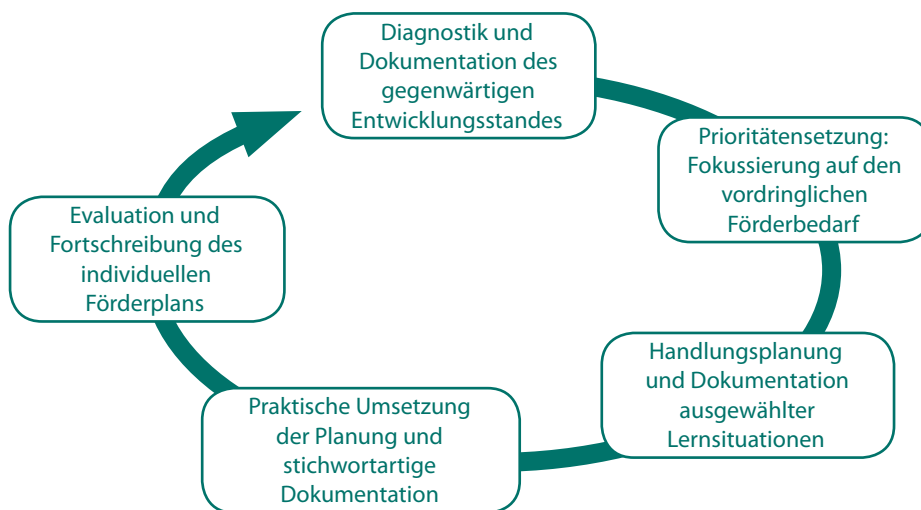 Diagnostik und
Dokumentation des
gegenwärtigen
Entwicklungsstandes
Prioritätensetzung:
Fokussierung auf den
vordringlichen
Förderbedarf
Handlungsplanung
und Dokumentation
ausgewählter
Lernsituationen
Praktische Umsetzung
der Planung und
stichwortartige
Dokumentation
Evaluation und
Fortschreibung des
individuellen
Förderplans